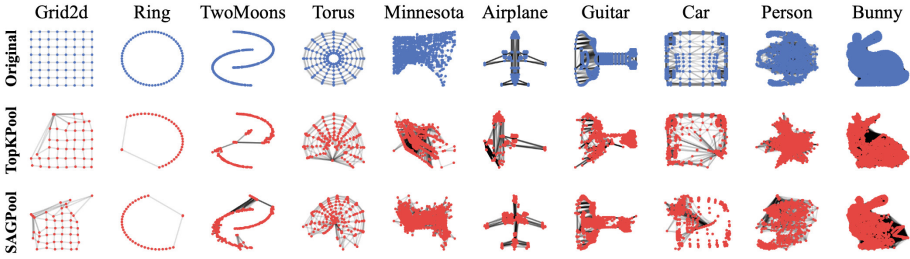 Grid2d Ring TwoMoons Torus Minnesota Airplane Guitar Car Person Bunny
Original
TopKPool
SAGPool